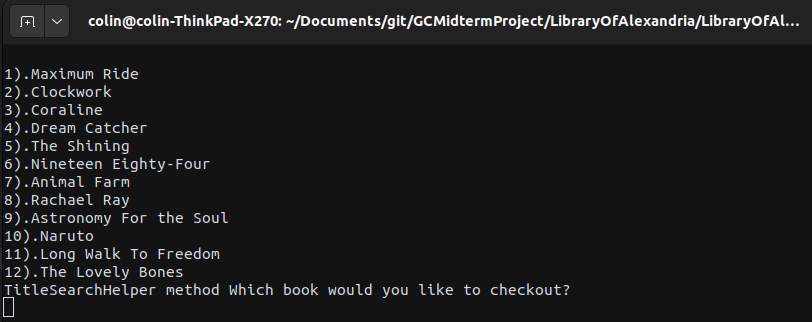 colin@colin-ThinkPad-X270: ~/Documents/git/GCMidtermProject/LibraryOfAlexandria/LibraryOfAl...
1).Maximum Ride
2).Clockwork
3).Coraline
4).Dream Catcher
5).The Shining
6).Nineteen Eighty-Four
7).Animal Farm
8).Rachael Ray
9).Astronomy For the Soul
10).Naruto
11).Long Walk To Freedom
12).The Lovely Bones
TitleSearchHelper method Which book would you like to checkout?